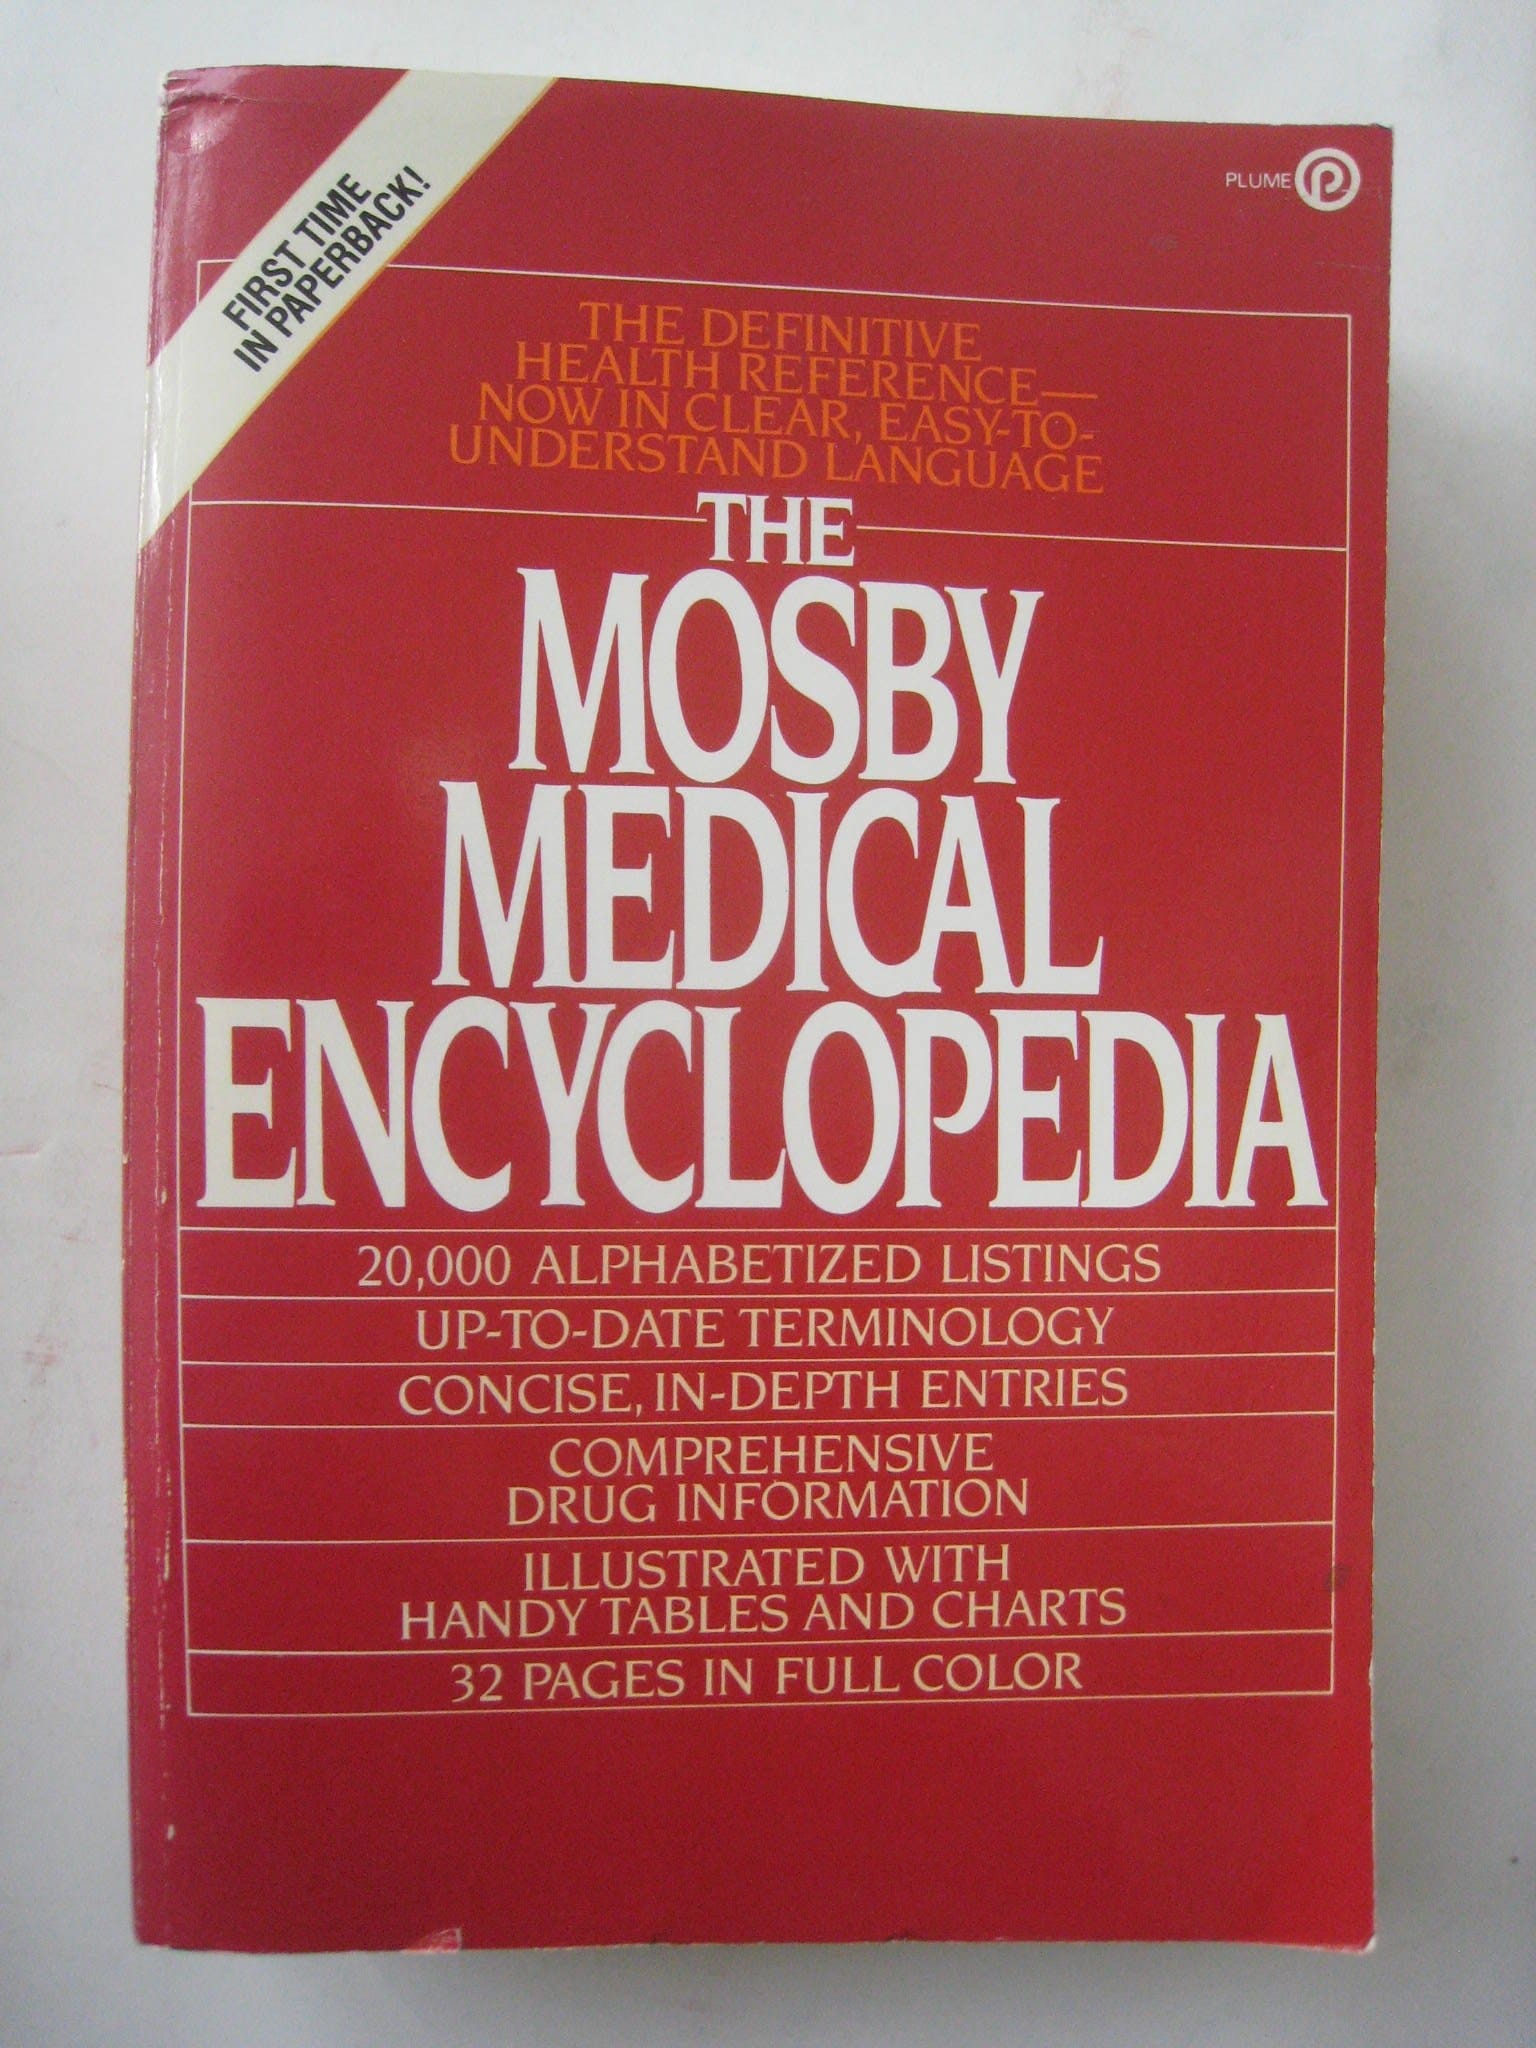 FIRST TIME
IN PAPERBACK!
PLUME P
THE DEFINITIVE
HEALTH REFERENCE—
NOW IN CLEAR, EASY-TO-
UNDERSTAND LANGUAGE
THE
MOSBY
MEDICAL
ENCYCLOPEDIA
20,000 ALPHABETIZED LISTINGS
UP-TO-DATE TERMINOLOGY
CONCISE, IN-DEPTH ENTRIES
COMPREHENSIVE
DRUG INFORMATION
ILLUSTRATED WITH
HANDY TABLES AND CHARTS
32 PAGES IN FULL COLOR